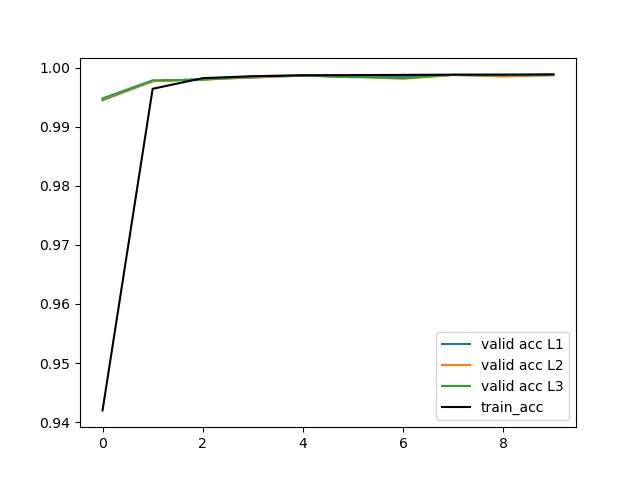 1.00
0.99
0.98
0.97
0.96
0.95
0.94
0 2 4 6 8
valid acc L1
valid acc L2
valid acc L3
train_acc